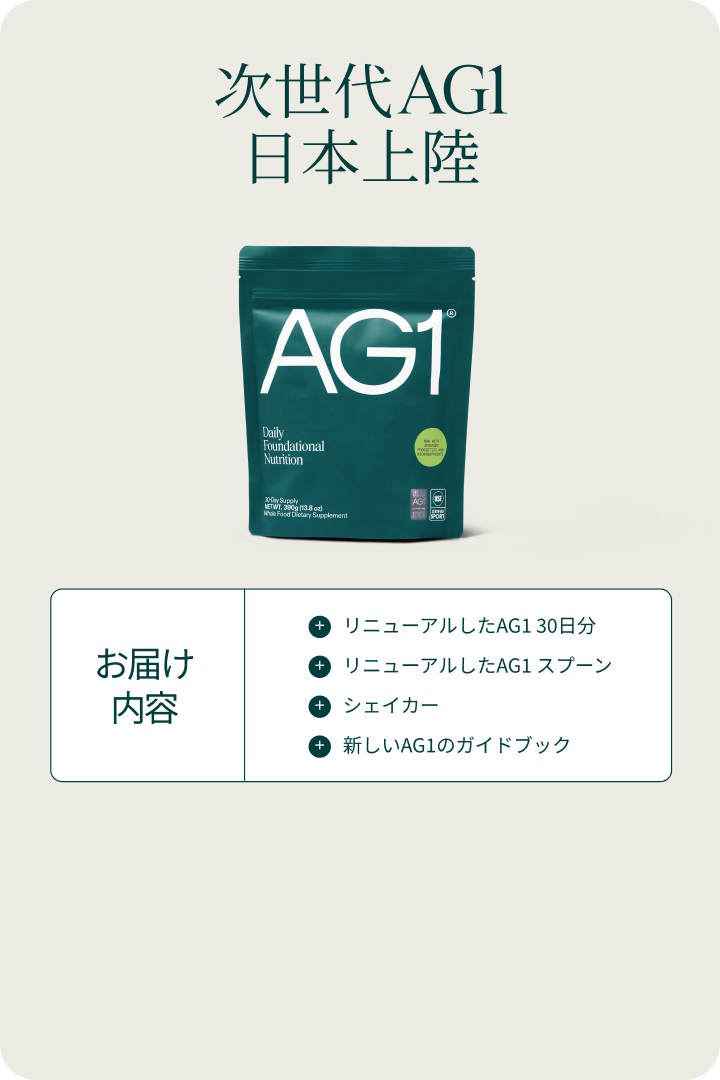 次世代AG1
日本上陸
AG1®
Daily
Foundational
Nutrition
30-Day Supply
NET WT. 390g (13.8 oz)
Whole Food Dietary Supplement
AG1
NSF
CERTIFIED
SPORT
お届け
内容
リニューアルしたAG1 30日分
リニューアルしたAG1 スプーン
シェイカー
新しいAG1のガイドブック